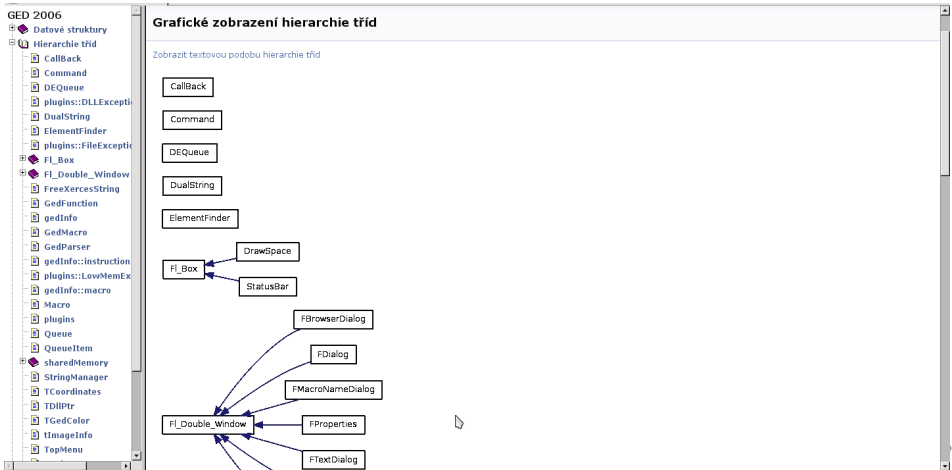 GED 2006
Datové struktury
Hierarchie tříd
CallBack
Command
DEQueue
plugins::DLLExcepti
DualString
ElementFinder
plugins::FileExceptio
Fl_Box
Fl_Double_Window
FreeXercesString
GedFunction
gedInfo
GedMacro
GedParser
gedInfo::instruction
plugins::LowMemEx
gedInfo::macro
Macro
plugins
Queue
QueueItem
sharedMemory
StringManager
TCoordinates
TDllPtr
TGedColor
tImageInfo
TopMenu
Grafické zobrazení hierarchie tříd
Zobrazit textovou podobu hierarchie tříd
CallBack
Command
DEQueue
DualString
ElementFinder
DrawSpace
Fl_Box
StatusBar
FBrowserDialog
FDialog
FMacroNameDialog
Fl_Double_Window
FProperties
FTextDialog